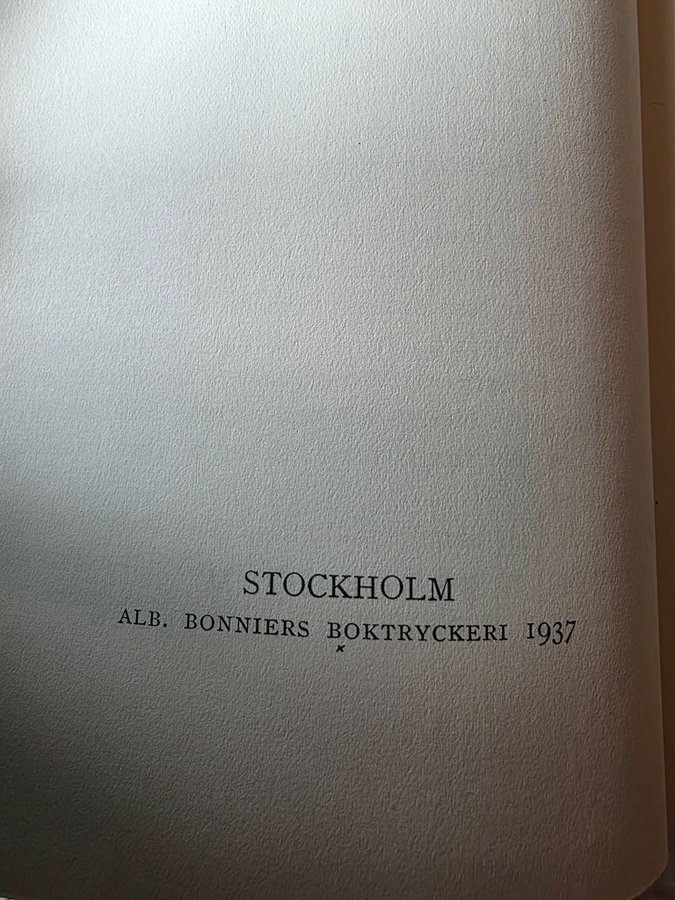 STOCKHOLM
ALB. BONNIERS BOKTRYCKERI 1937
x